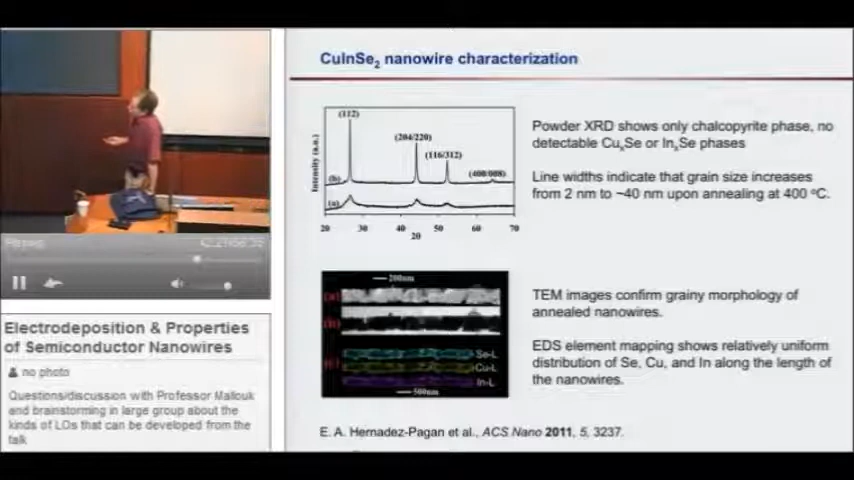 CuInSe₂ nanowire characterization
(112)
(204/220)
(116/312)
(400/008)
(b)
(a)
Intensity (a.u.)
20 30 40 50 60 70
2θ
Powder XRD shows only chalcopyrite phase, no
detectable CuₓSe or InₓSe phases
Line widths indicate that grain size increases
from 2 nm to ~40 nm upon annealing at 400 ºC.
200nm
(a)
(b)
(c)
Se-L
Cu-L
In-L
500nm
TEM images confirm grainy morphology of
annealed nanowires.
EDS element mapping shows relatively uniform
distribution of Se, Cu, and In along the length of
the nanowires.
E. A. Hernadez-Pagan et al., ACS Nano 2011, 5, 3237.
Electrodeposition & Properties
of Semiconductor Nanowires
no photo
Questions/discussion with Professor Mallouk
and brainstorming in large group about the
kinds of LOs that can be developed from the
talk